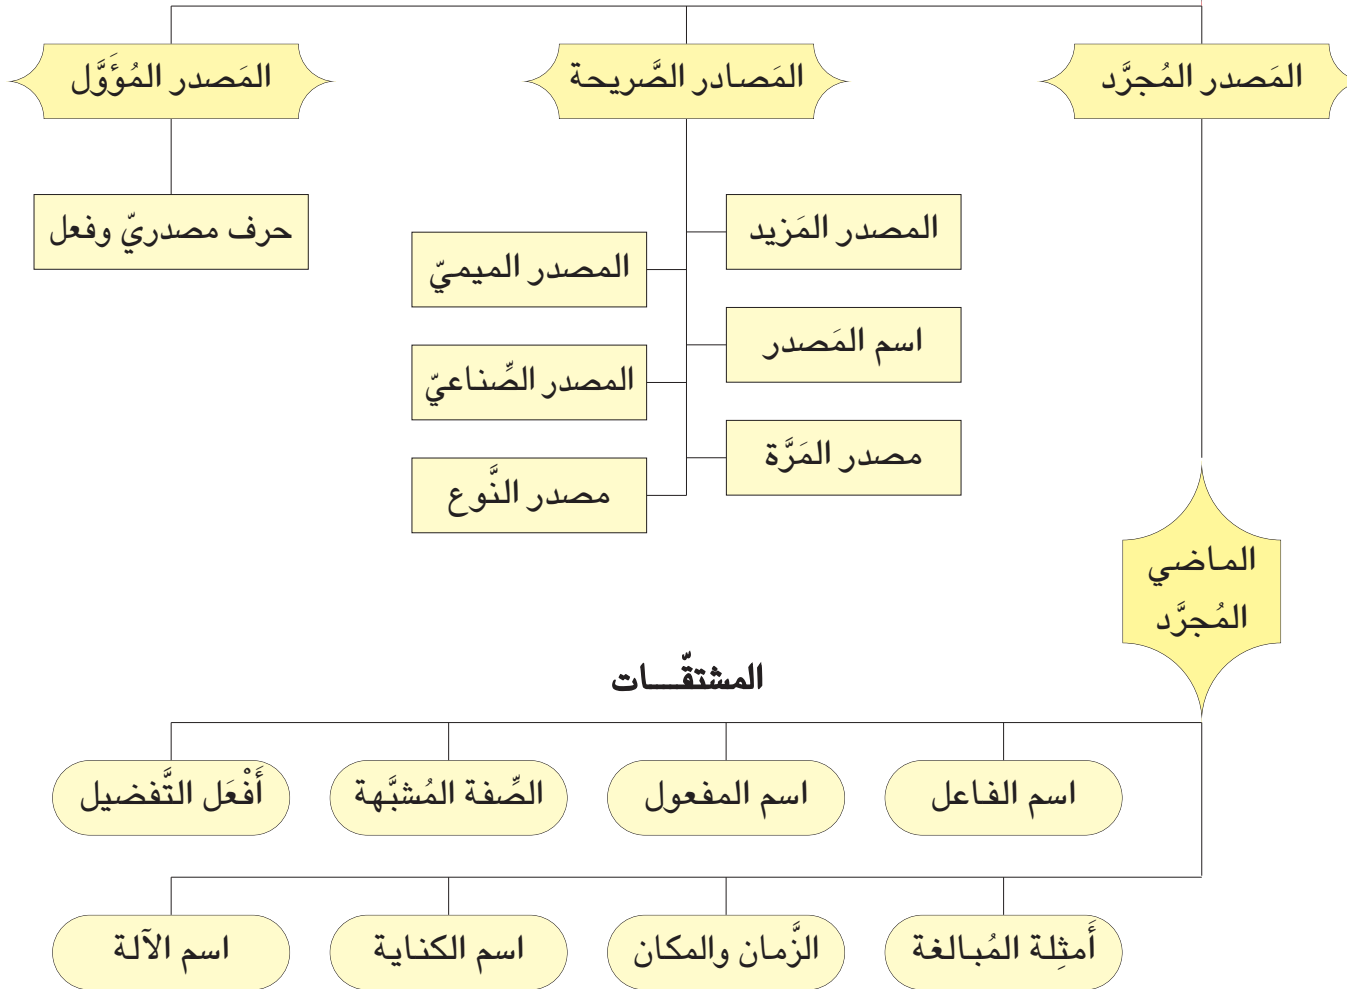 المَصدر المُجرَّد
المَصادر الصَّريحة
المَصدر المُؤَوَّل
المصدر المَزيد
حرف مصدريّ وفعل
المصدر الميميّ
اسم المَصدر
المصدر الصِّناعيّ
مصدر المَرَّة
مصدر النَّوع
الماضي
المُجرَّد
المشتقّـــات
اسم الفاعل
اسم المفعول
الصِّفة المُشبَّهة
أَفْعَل التَّفضيل
أَمثِلة المُبالغة
الزَّمان والمكان
اسم الكناية
اسم الآلة